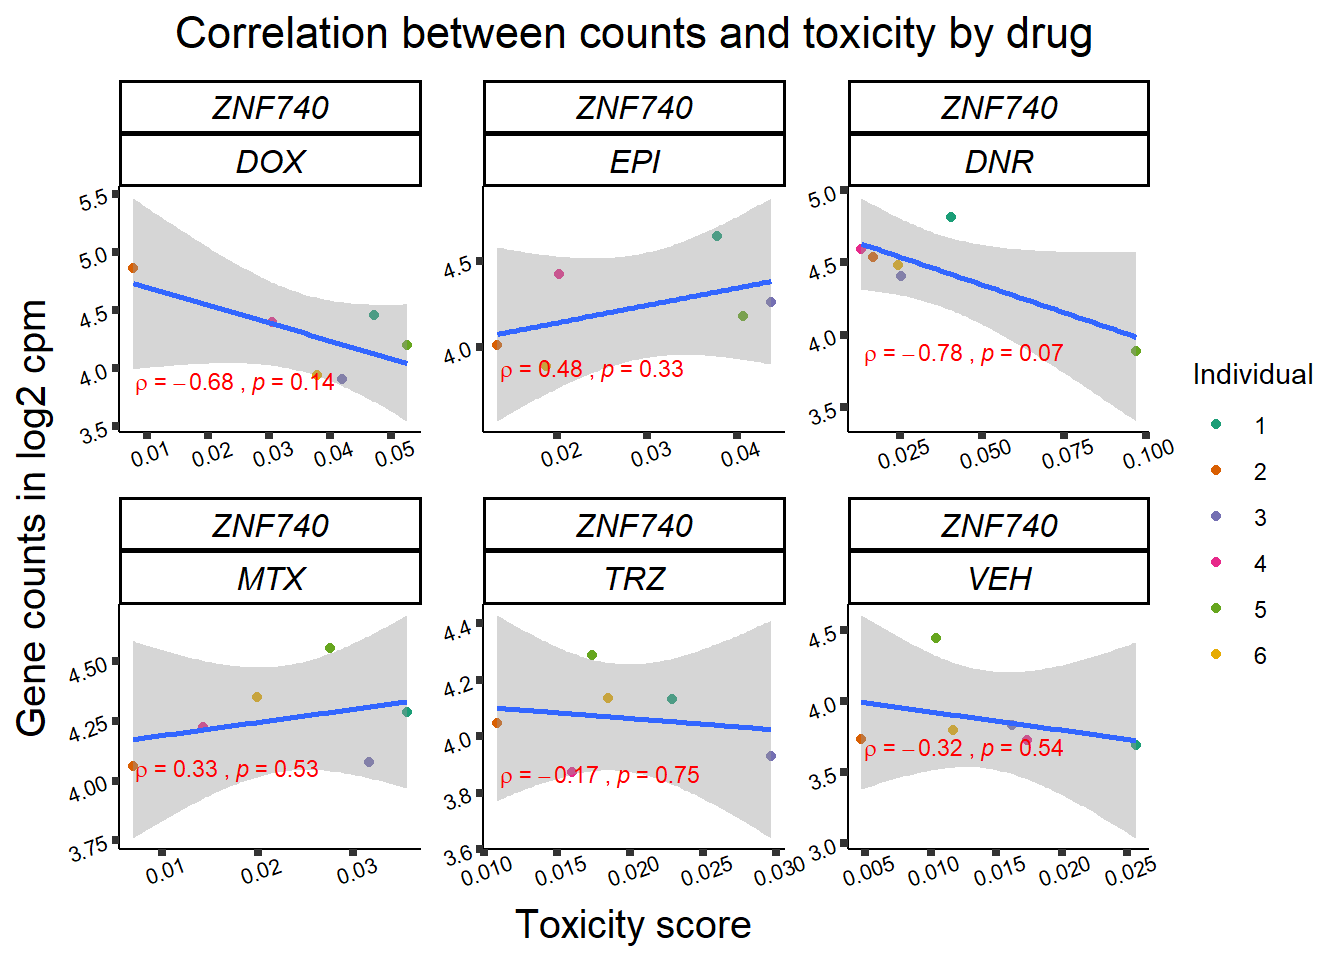 Correlation between counts and toxicity by drug
Gene counts in log2 cpm
ZNF740
DOX
5.5
5.0
4.5
4.0
3.5
ρ = −0.68 , p = 0.14
0.01 0.02 0.03 0.04 0.05
ZNF740
EPI
4.5
4.0
ρ = 0.48 , p = 0.33
0.02 0.03 0.04
ZNF740
DNR
5.0
4.5
4.0
3.5
ρ = −0.78 , p = 0.07
0.025 0.050 0.075 0.100
ZNF740
MTX
4.50
4.25
4.00
3.75
ρ = 0.33 , p = 0.53
0.01 0.02 0.03
ZNF740
TRZ
4.4
4.2
4.0
3.8
3.6
ρ = −0.17 , p = 0.75
0.010 0.015 0.020 0.025 0.030
ZNF740
VEH
4.5
4.0
3.5
3.0
ρ = −0.32 , p = 0.54
0.005 0.010 0.015 0.020 0.025
Toxicity score
Individual
1
2
3
4
5
6